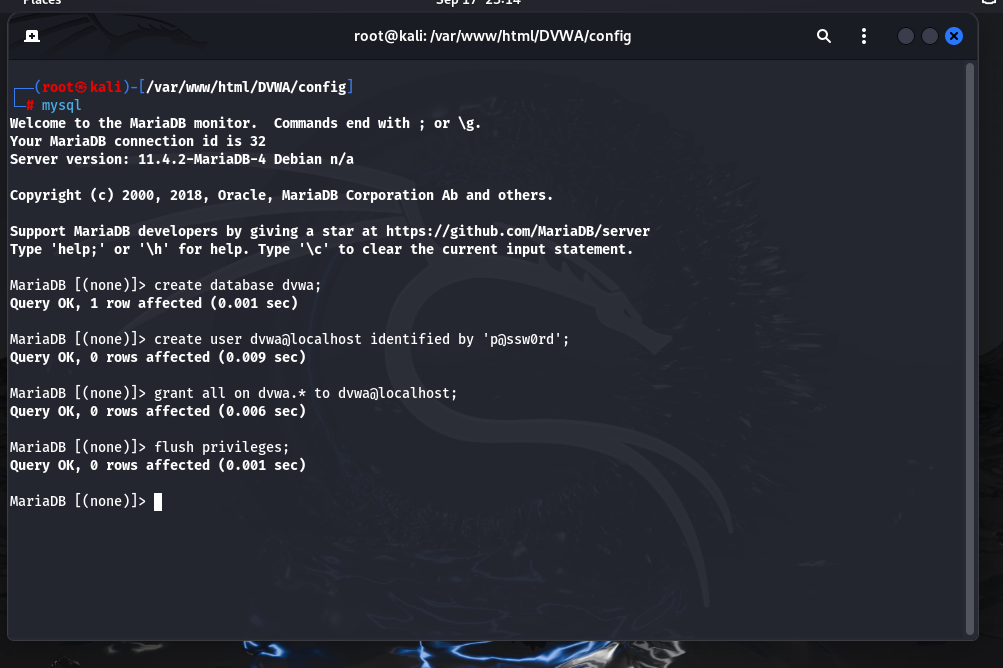 Places
Sep 17 23:14
root@kali: /var/www/html/DVWA/config
┌──(root㉿kali)-[/var/www/html/DVWA/config]
└─# mysql
Welcome to the MariaDB monitor.  Commands end with ; or \g.
Your MariaDB connection id is 32
Server version: 11.4.2-MariaDB-4 Debian n/a
Copyright (c) 2000, 2018, Oracle, MariaDB Corporation Ab and others.
Support MariaDB developers by giving a star at https://github.com/MariaDB/server
Type 'help;' or '\h' for help. Type '\c' to clear the current input statement.
MariaDB [(none)]> create database dvwa;
Query OK, 1 row affected (0.001 sec)
MariaDB [(none)]> create user dvwa@localhost identified by 'p@ssw0rd';
Query OK, 0 rows affected (0.009 sec)
MariaDB [(none)]> grant all on dvwa.* to dvwa@localhost;
Query OK, 0 rows affected (0.006 sec)
MariaDB [(none)]> flush privileges;
Query OK, 0 rows affected (0.001 sec)
MariaDB [(none)]>